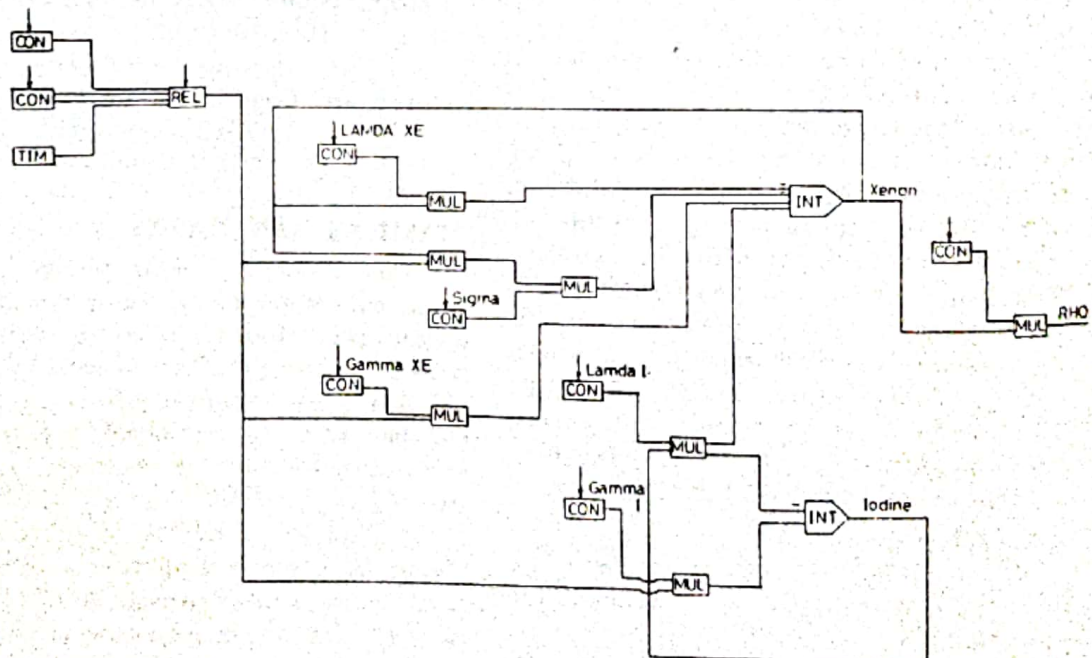 CON
CON
REL
TIM
LAMDA XE
CON
MUL
INT
Xenon
MUL
CON
Sigma
MUL
CON
MUL
RHO
Gamma XE
CON
MUL
Lamda I
CON
MUL
Gamma
I
CON
INT
Iodine
MUL